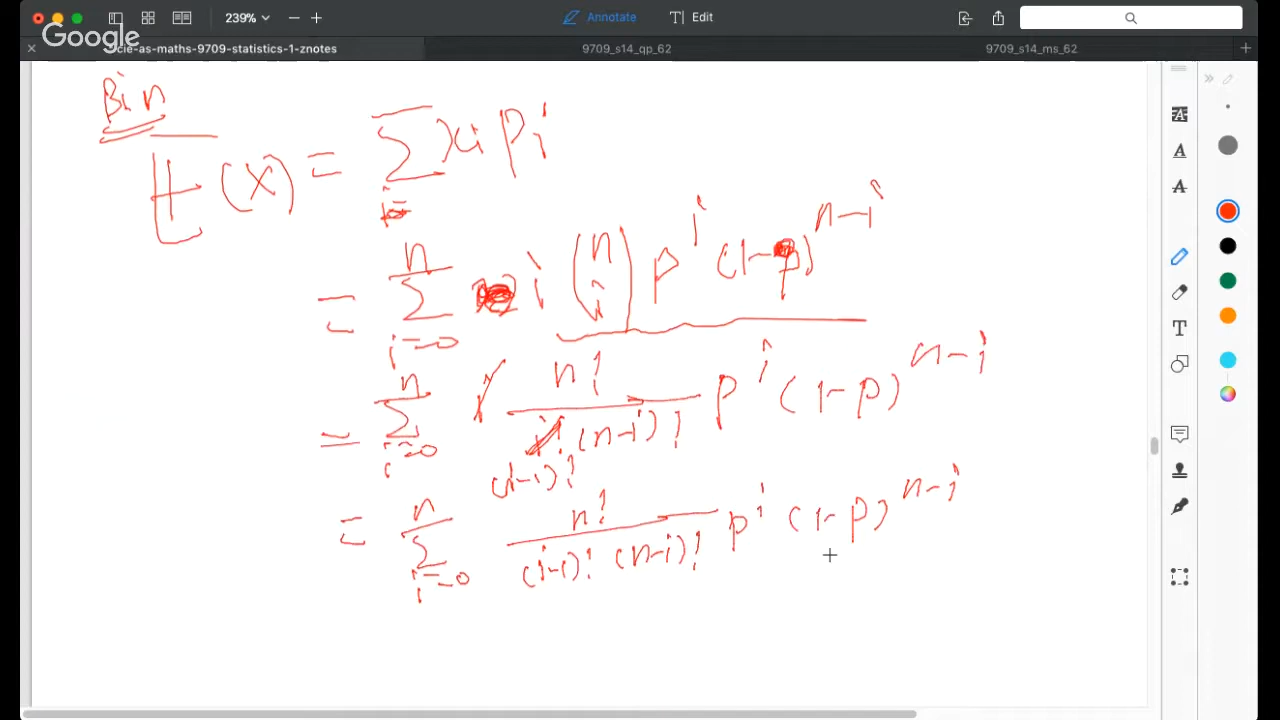 239%
Annotate
Edit
Google
cie-as-maths-9709-statistics-1-znotes
9709_s14_qp_62
9709_s14_ms_62
Bin
E(X) = ∑ xi Pi
i=
= ∑_{i=0}^{n} i (n i) p^i (1-p)^{n-i}
= ∑_{i=0}^{n} i n! / i! (n-i)! p^i (1-p)^{n-i}
(i-1)!
= ∑_{i=0}^{n} n! / (i-1)! (n-i)! p^i (1-p)^{n-i}